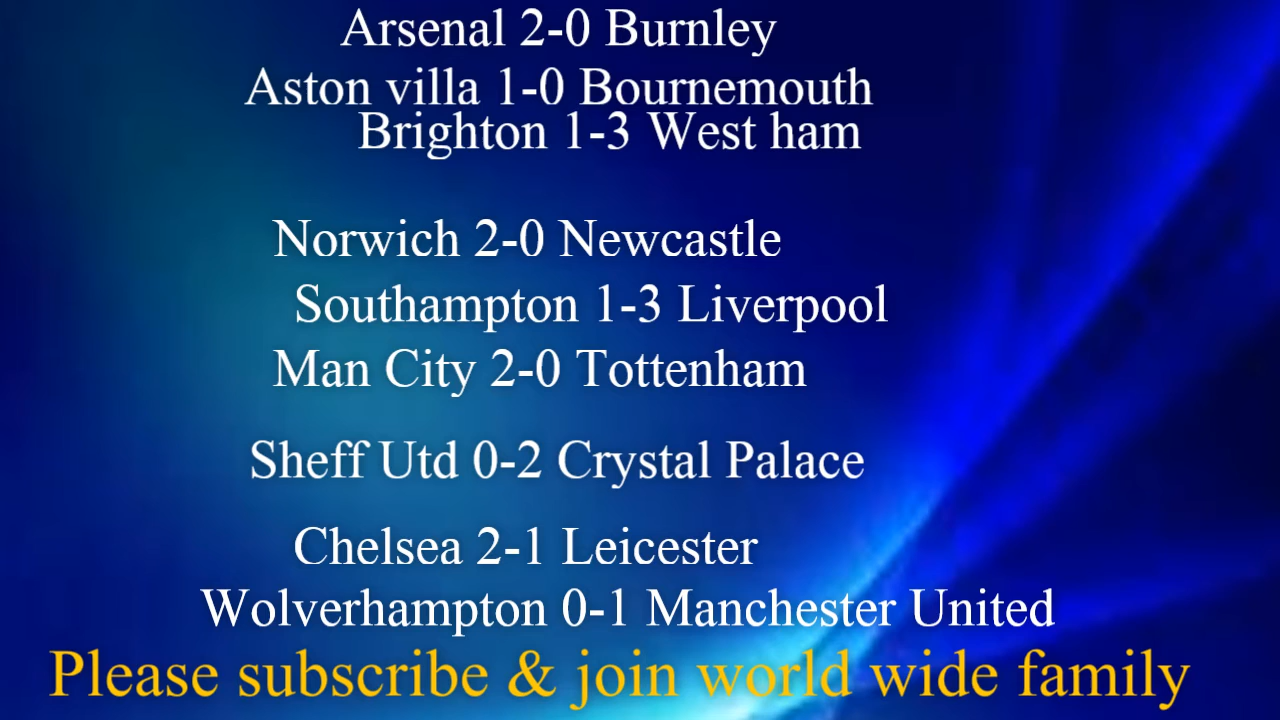 Arsenal 2-0 Burnley
Aston villa 1-0 Bournemouth
Brighton 1-3 West ham
Norwich 2-0 Newcastle
Southampton 1-3 Liverpool
Man City 2-0 Tottenham
Sheff Utd 0-2 Crystal Palace
Chelsea 2-1 Leicester
Wolverhampton 0-1 Manchester United
Please subscribe & join world wide family